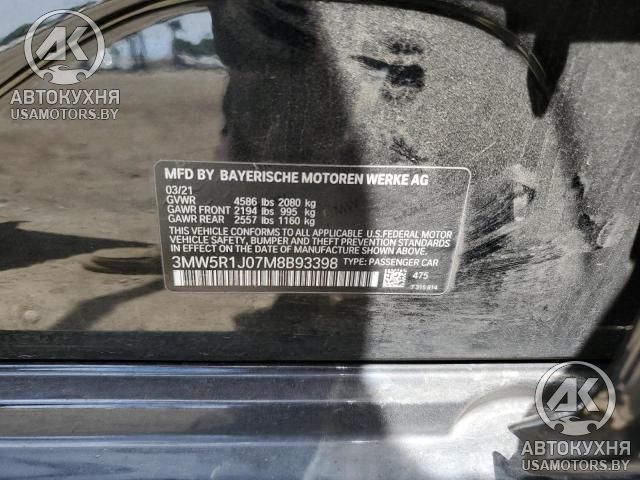 AK
АВТОКУХНЯ
USAMOTORS.BY
MFD BY BAYERISCHE MOTOREN WERKE AG
03/21
GVWR 4586 lbs 2080 kg
GAWR FRONT 2194 lbs 995 kg
GAWR REAR 2557 lbs 1160 kg
THIS VEHICLE CONFORMS TO ALL APPLICABLE U.S. FEDERAL MOTOR
VEHICLE SAFETY, BUMPER, AND THEFT PREVENTION STANDARDS
IN EFFECT ON THE DATE OF MANUFACTURE SHOWN ABOVE.
3MW5R1J07M8B93398 TYPE: PASSENGER CAR
475
AK
АВТОКУХНЯ
USAMOTORS.BY